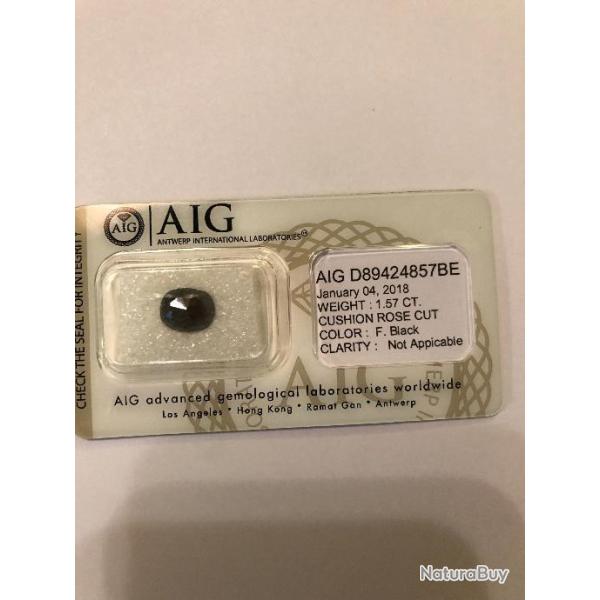 CHECK THE SEAL FOR INTEGRITY
AIG
AIG
ANTWERP INTERNATIONAL LABORATORIES
AIG D89424857BE
January 04, 2018
WEIGHT : 1.57 CT.
CUSHION ROSE CUT
COLOR : F. Black
CLARITY : Not Appicable
AIG advanced gemological laboratories worldwide
Los Angeles * Hong Kong * Ramat Gan * Antwerp
NaturaBuy